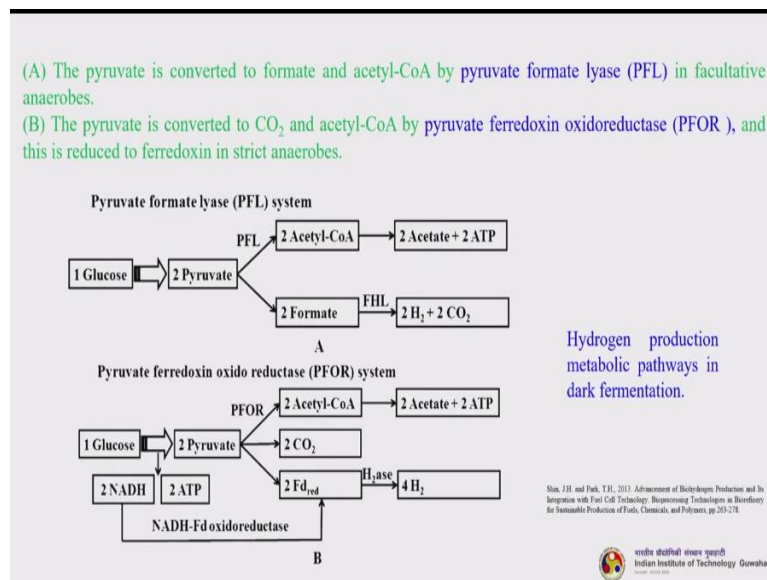 (A) The pyruvate is converted to formate and acetyl-CoA by pyruvate formate lyase (PFL) in facultative
anaerobes.
(B) The pyruvate is converted to CO₂ and acetyl-CoA by pyruvate ferredoxin oxidoreductase (PFOR ), and
this is reduced to ferredoxin in strict anaerobes.
Pyruvate formate lyase (PFL) system
PFL
2 Acetyl-CoA
2 Acetate + 2 ATP
1 Glucose
2 Pyruvate
2 Formate
FHL
2 H₂ + 2 CO₂
A
Hydrogen production
metabolic pathways in
dark fermentation.
Pyruvate ferredoxin oxido reductase (PFOR) system
PFOR
2 Acetyl-CoA
2 Acetate + 2 ATP
1 Glucose
2 Pyruvate
2 CO₂
2 NADH
2 ATP
2 Fd_red
H₂ase
4 H₂
NADH-Fd oxidoreductase
B
Shin, J.H. and Park, T.H., 2013. Advancement of Biohydrogen Production and Its
Integration with Fuel Cell Technology. Bioprocessing Technologies in Biorefinery
for Sustainable Production of Fuels, Chemicals, and Polymers, pp.263-278.
भारतीय प्रौद्योगिकी संस्थान गुवाहाटी
Indian Institute of Technology Guwaha